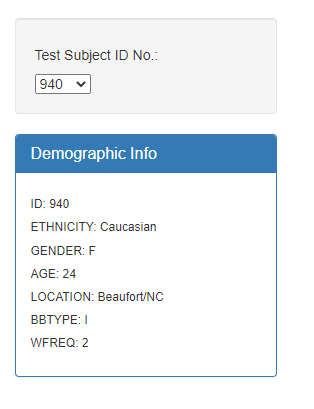 Test Subject ID No.:
940
Demographic Info
ID: 940
ETHNICITY: Caucasian
GENDER: F
AGE: 24
LOCATION: Beaufort/NC
BBTYPE: I
WFREQ: 2